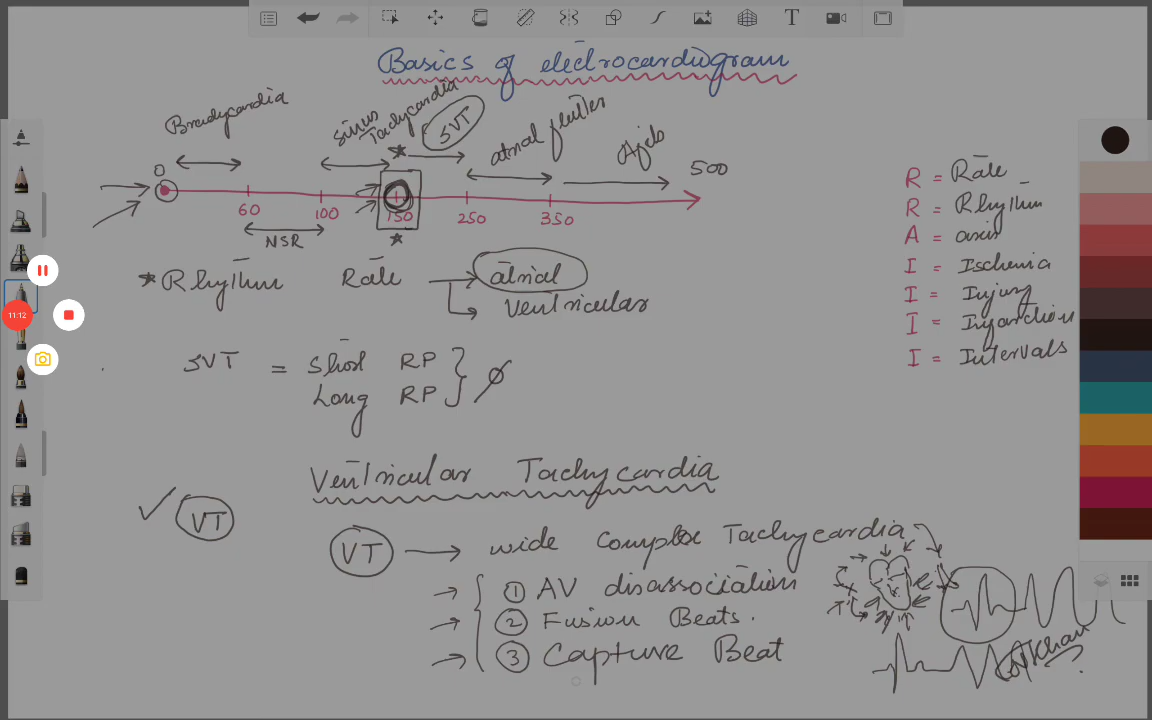 Basics of electrocardiogram
Bradycardia
sinus Tachycardia
SVT
atrial flutter
Afib
0
500
60 100 150 250 350
NSR
R = Rate
R = Rhythm
A = axis
I = Ischemia
I = Injury
I = Infarction
I = Intervals
* Rhythm Rate → atrial
ventricular
SVT = Short RP
Long RP
Ventricular Tachycardia
VT
VT → wide complex Tachycardia
① AV disassociation
② Fusion Beats.
③ Capture Beat
Khan
T
11:12